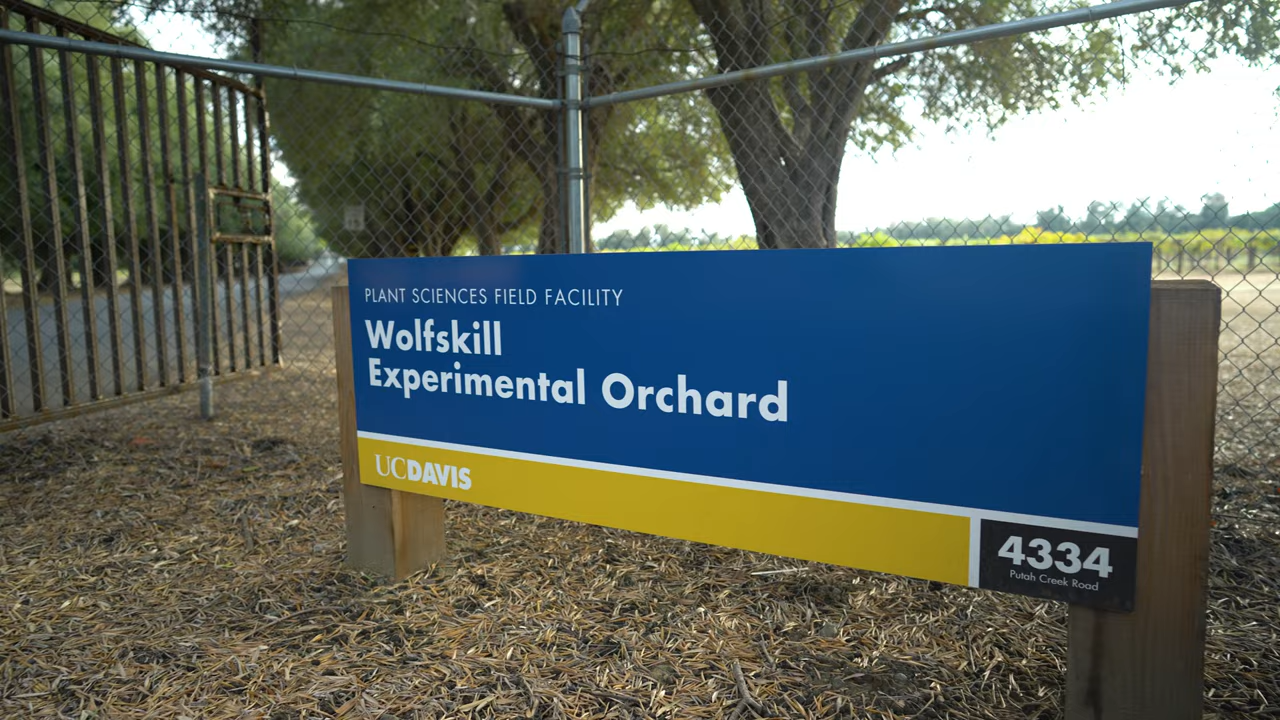 PLANT SCIENCES FIELD FACILITY
Wolfskill
Experimental Orchard
UCDAVIS
4334
Putah Creek Road